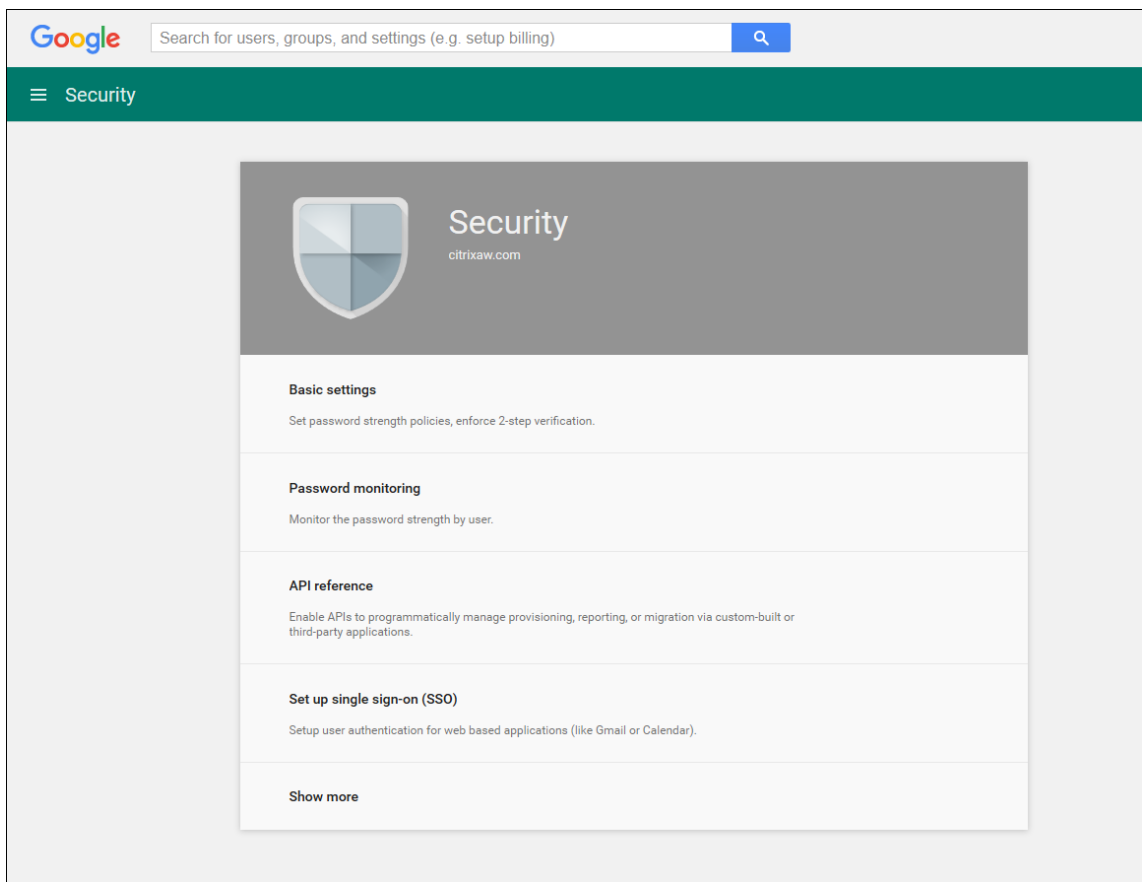 Google
Search for users, groups, and settings (e.g. setup billing)
Security
Security
citrixaw.com
Basic settings
Set password strength policies, enforce 2-step verification.
Password monitoring
Monitor the password strength by user.
API reference
Enable APIs to programmatically manage provisioning, reporting, or migration via custom-built or
third-party applications.
Set up single sign-on (SSO)
Setup user authentication for web based applications (like Gmail or Calendar).
Show more